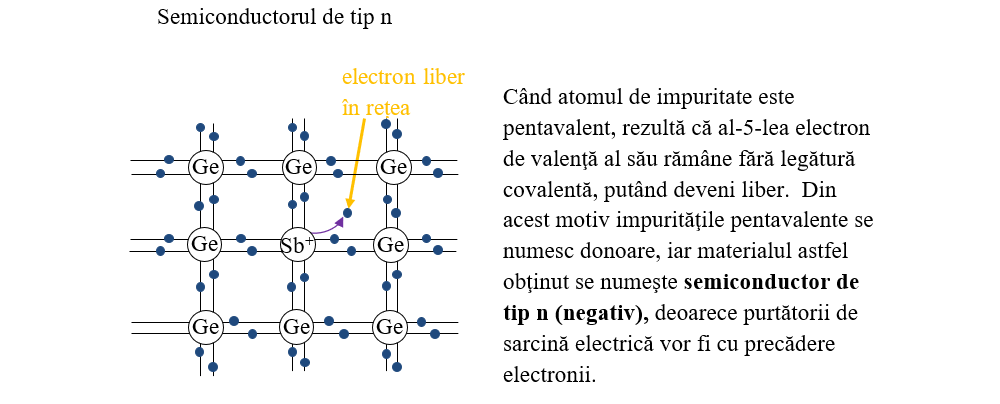 Semiconductorul de tip n
electron liber
în rețea
Ge Ge Ge
Ge Sb+ Ge
Ge Ge Ge
Când atomul de impuritate este
pentavalent, rezultă că al-5-lea electron
de valenţă al său rămâne fără legătură
covalentă, putând deveni liber. Din
acest motiv impurităţile pentavalente se
numesc donoare, iar materialul astfel
obţinut se numeşte semiconductor de
tip n (negativ), deoarece purtătorii de
sarcină electrică vor fi cu precădere
electronii.